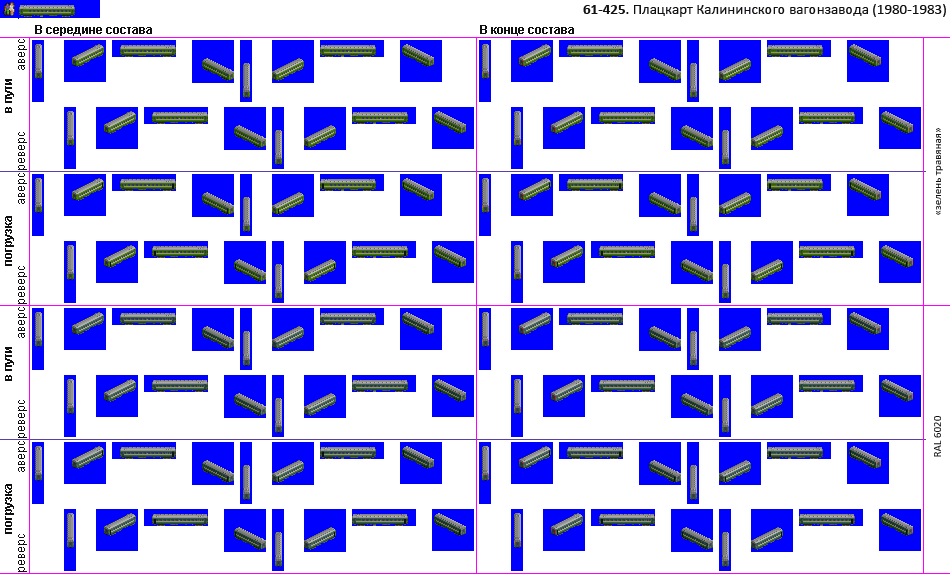 61-425. Плацкарт Калининского вагонзавода (1980-1983)
В середине состава
В конце состава
в пути
аверс
реверс
«зелень травяная»
погрузка
аверс
реверс
в пути
аверс
реверс
RAL 6020
погрузка
аверс
реверс